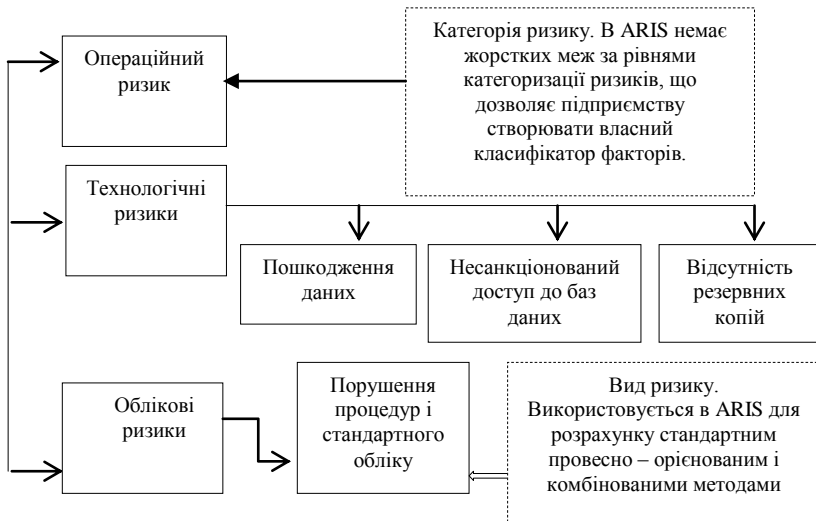 Операційний
ризик
Категорія ризику. В ARIS немає
жорстких меж за рівнями
категоризації ризиків, що
дозволяє підприємству
створювати власний
класифікатор факторів.
Технологічні
ризики
Пошкодження
даних
Несанкціонований
доступ до баз
даних
Відсутність
резервних
копій
Облікові
ризики
Порушення
процедур і
стандартного
обліку
Вид ризику.
Використовується в ARIS для
розрахунку стандартним
провесно – орієнованим і
комбінованими методами